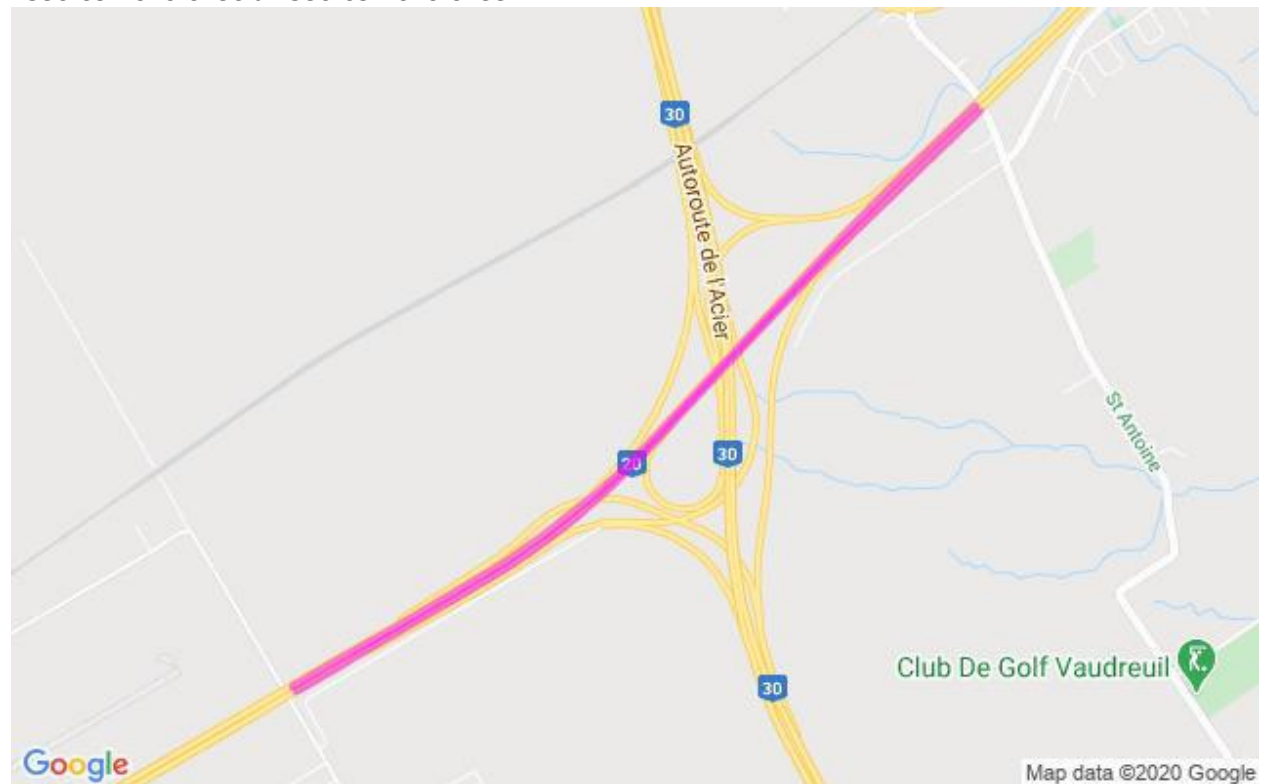 30
Autoroute de l'Acier
St Antoine
20
30
Club De Golf Vaudreuil
30
Google
Map data ©2020 Google